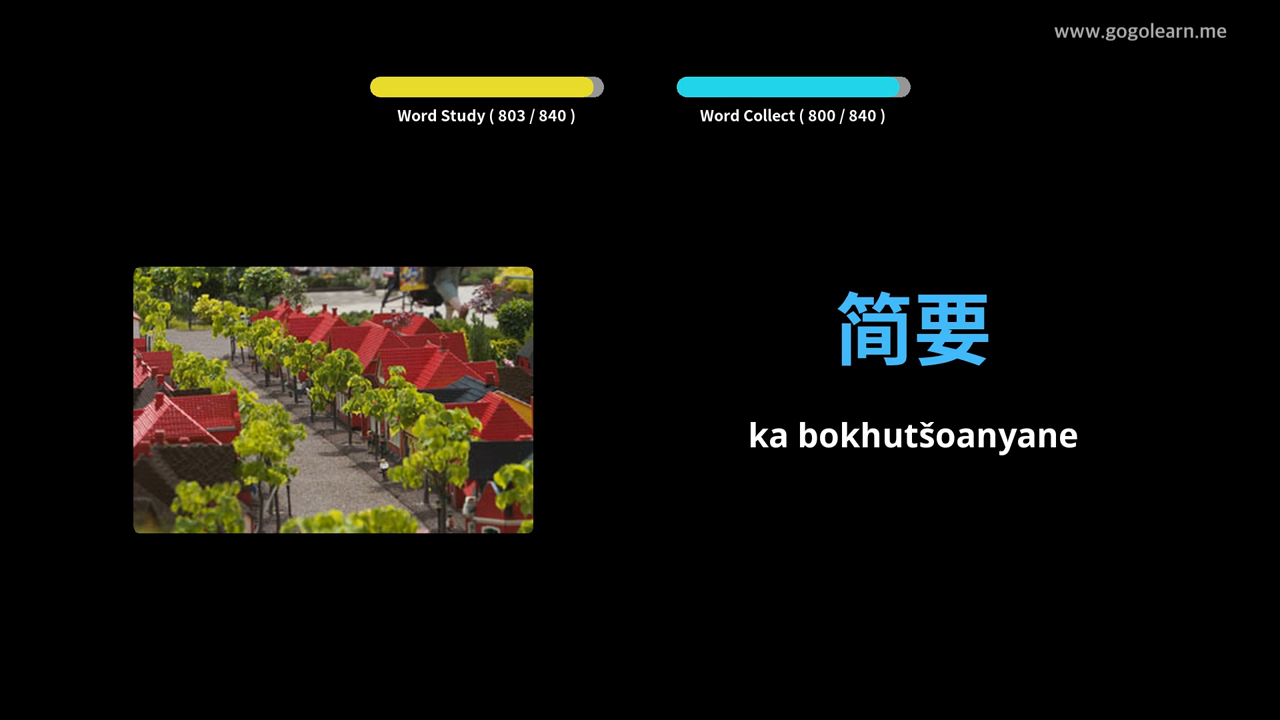 www.gogolearn.me
Word Study ( 803 / 840 )
Word Collect ( 800 / 840 )
简要
ka bokhutšoanyane